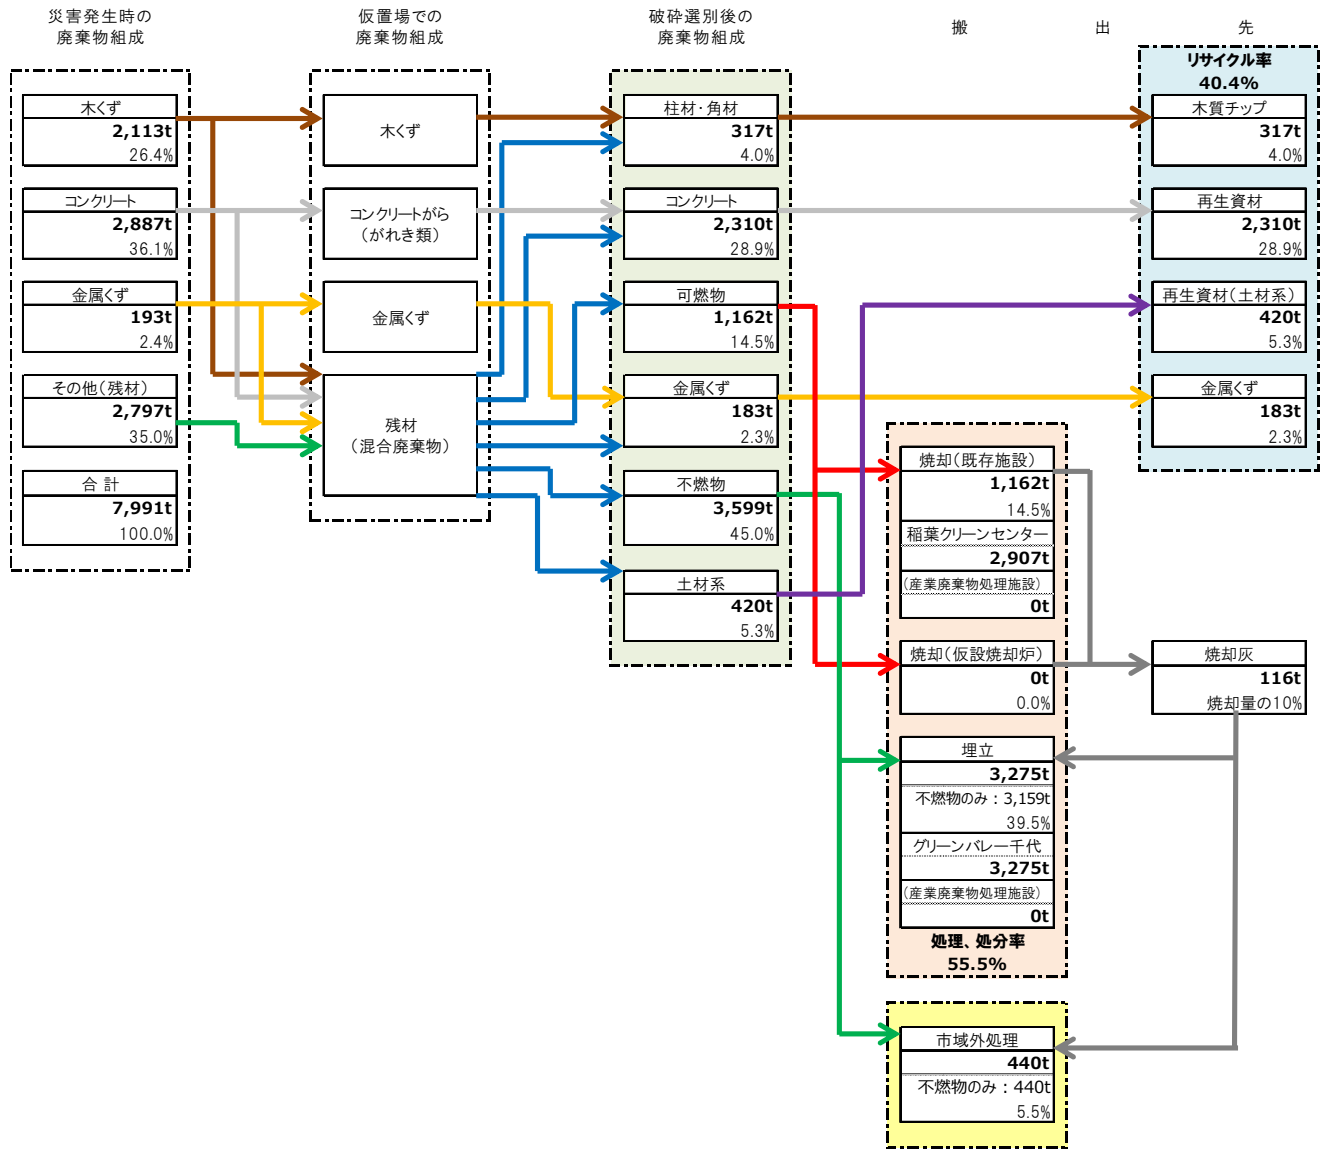 災害発生時の
廃棄物組成
木くず
2,113t
26.4%
コンクリート
2,887t
36.1%
金属くず
193t
2.4%
その他(残材)
2,797t
35.0%
合 計
7,991t
100.0%
仮置場での
廃棄物組成
木くず
コンクリートがら
(がれき類)
金属くず
残材
(混合廃棄物)
破砕選別後の
廃棄物組成
柱材・角材
317t
4.0%
コンクリート
2,310t
28.9%
可燃物
1,162t
14.5%
金属くず
183t
2.3%
不燃物
3,599t
45.0%
土材系
420t
5.3%
搬 出 先
焼却(既存施設)
1,162t
14.5%
稲葉クリーンセンター
2,907t
(産業廃棄物処理施設)
0t
焼却(仮設焼却炉)
0t
0.0%
埋立
3,275t
不燃物のみ:3,159t
39.5%
グリーンバレー千代
3,275t
(産業廃棄物処理施設)
0t
処理、処分率
55.5%
市域外処理
440t
不燃物のみ:440t
5.5%
リサイクル率
40.4%
木質チップ
317t
4.0%
再生資材
2,310t
28.9%
再生資材(土材系)
420t
5.3%
金属くず
183t
2.3%
焼却灰
116t
焼却量の10%